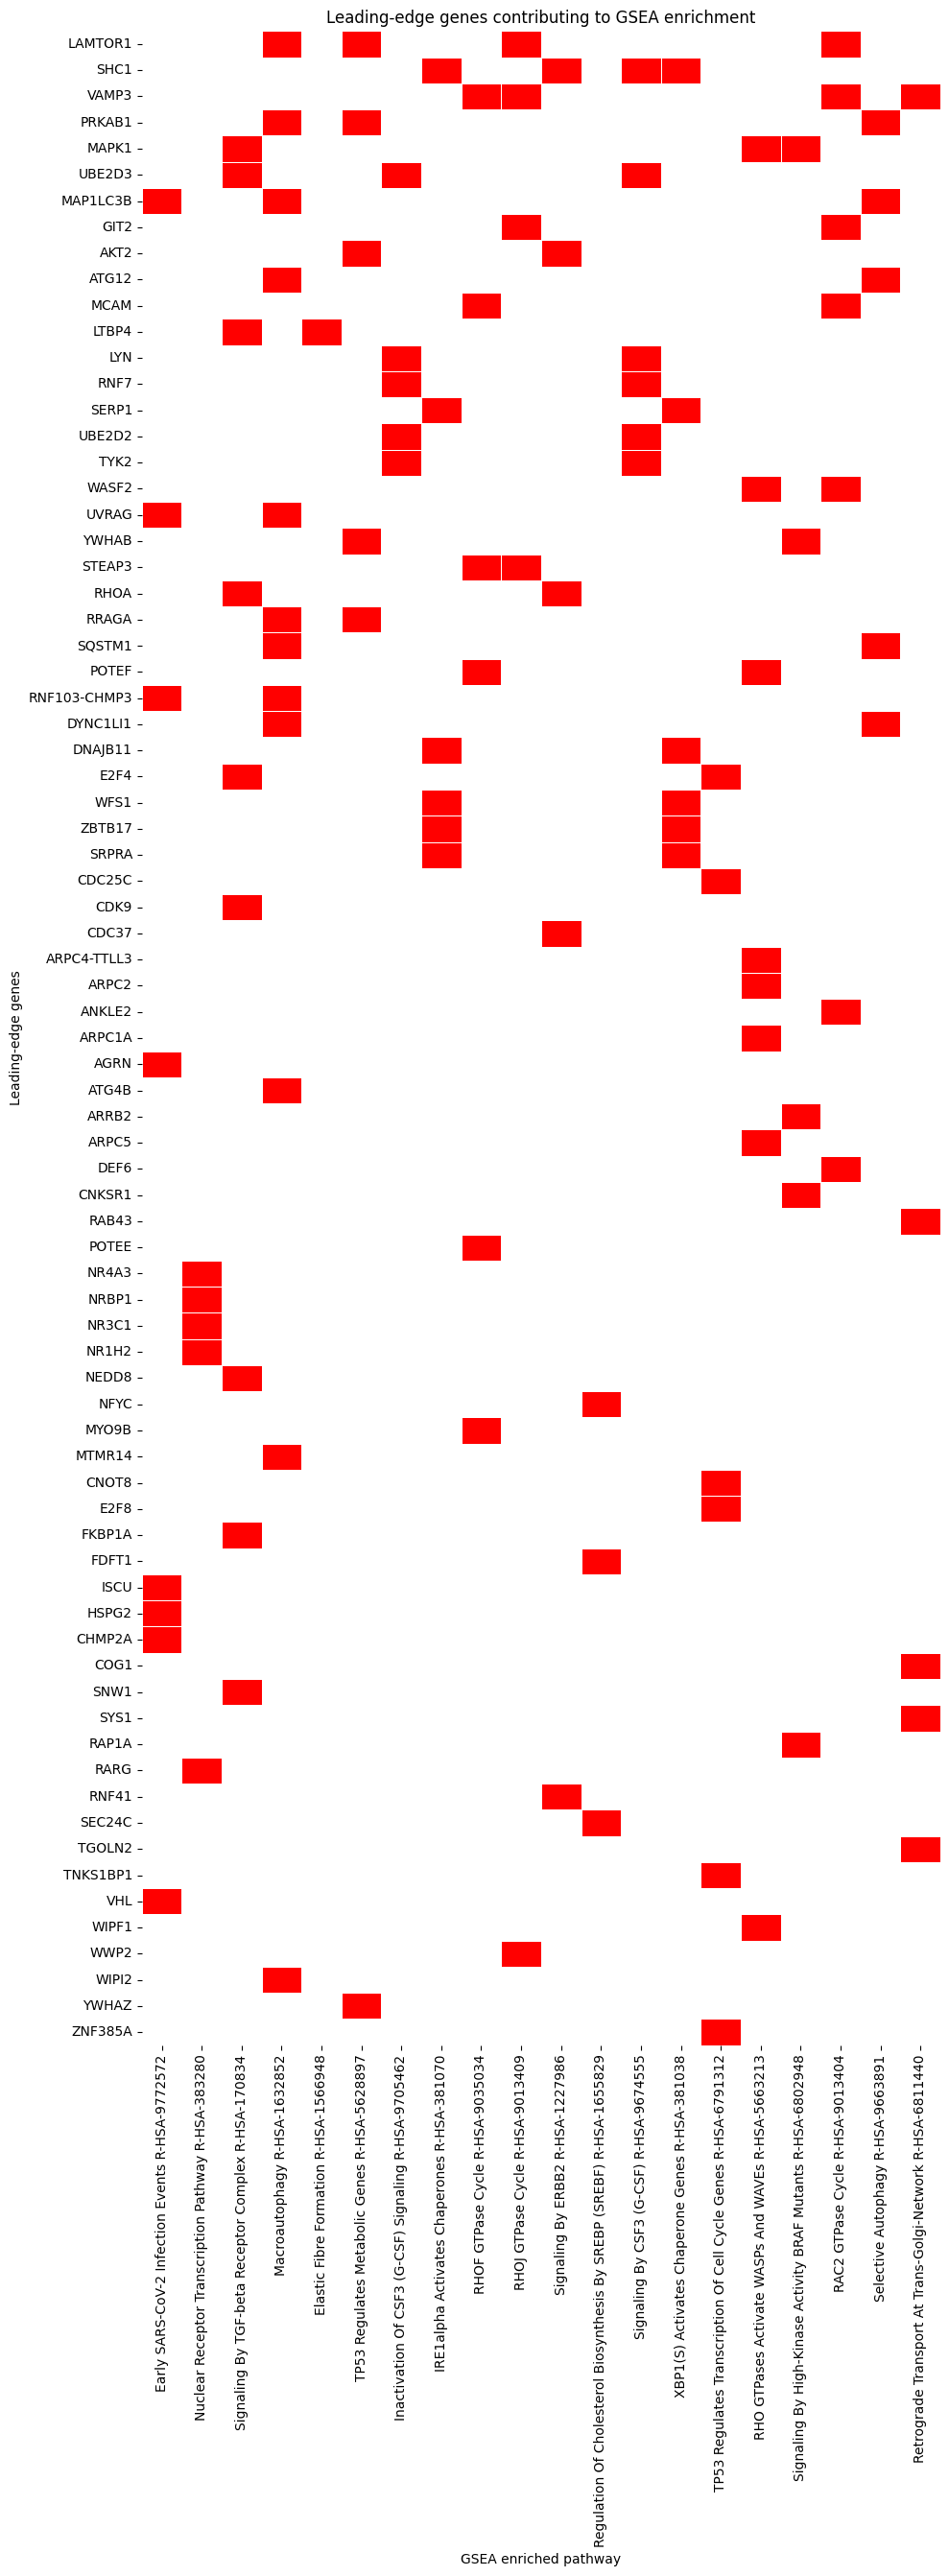 Leading-edge genes contributing to GSEA enrichment
LAMTOR1
SHC1
VAMP3
PRKAB1
MAPK1
UBE2D3
MAP1LC3B
GIT2
AKT2
ATG12
MCAM
LTBP4
LYN
RNF7
SERP1
UBE2D2
TYK2
WASF2
UVRAG
YWHAB
STEAP3
RHOA
RRAGA
SQSTM1
POTEF
RNF103-CHMP3
DYNC1LI1
DNAJB11
E2F4
WFS1
ZBTB17
SRPRA
CDC25C
CDK9
CDC37
ARPC4-TTLL3
ARPC2
ANKLE2
ARPC1A
AGRN
ATG4B
ARRB2
ARPC5
DEF6
CNKSR1
RAB43
POTEE
NR4A3
NRBP1
NR3C1
NR1H2
NEDD8
NFYC
MYO9B
MTMR14
CNOT8
E2F8
FKBP1A
FDFT1
ISCU
HSPG2
CHMP2A
COG1
SNW1
SYS1
RAP1A
RARG
RNF41
SEC24C
TGOLN2
TNKS1BP1
VHL
WIPF1
WWP2
WIPI2
YWHAZ
ZNF385A
Leading-edge genes
Early SARS-CoV-2 Infection Events R-HSA-9772572
Nuclear Receptor Transcription Pathway R-HSA-383280
Signaling By TGF-beta Receptor Complex R-HSA-170834
Macroautophagy R-HSA-1632852
Elastic Fibre Formation R-HSA-1566948
TP53 Regulates Metabolic Genes R-HSA-5628897
Inactivation Of CSF3 (G-CSF) Signaling R-HSA-9705462
IRE1alpha Activates Chaperones R-HSA-381070
RHOF GTPase Cycle R-HSA-9035034
RHOJ GTPase Cycle R-HSA-9013409
Signaling By ERBB2 R-HSA-1227986
Regulation Of Cholesterol Biosynthesis By SREBP (SREBF) R-HSA-1655829
Signaling By CSF3 (G-CSF) R-HSA-9674555
XBP1(S) Activates Chaperone Genes R-HSA-381038
TP53 Regulates Transcription Of Cell Cycle Genes R-HSA-6791312
RHO GTPases Activate WASPs And WAVEs R-HSA-5663213
Signaling By High-Kinase Activity BRAF Mutants R-HSA-6802948
RAC2 GTPase Cycle R-HSA-9013404
Selective Autophagy R-HSA-9663891
Retrograde Transport At Trans-Golgi-Network R-HSA-6811440
GSEA enriched pathway